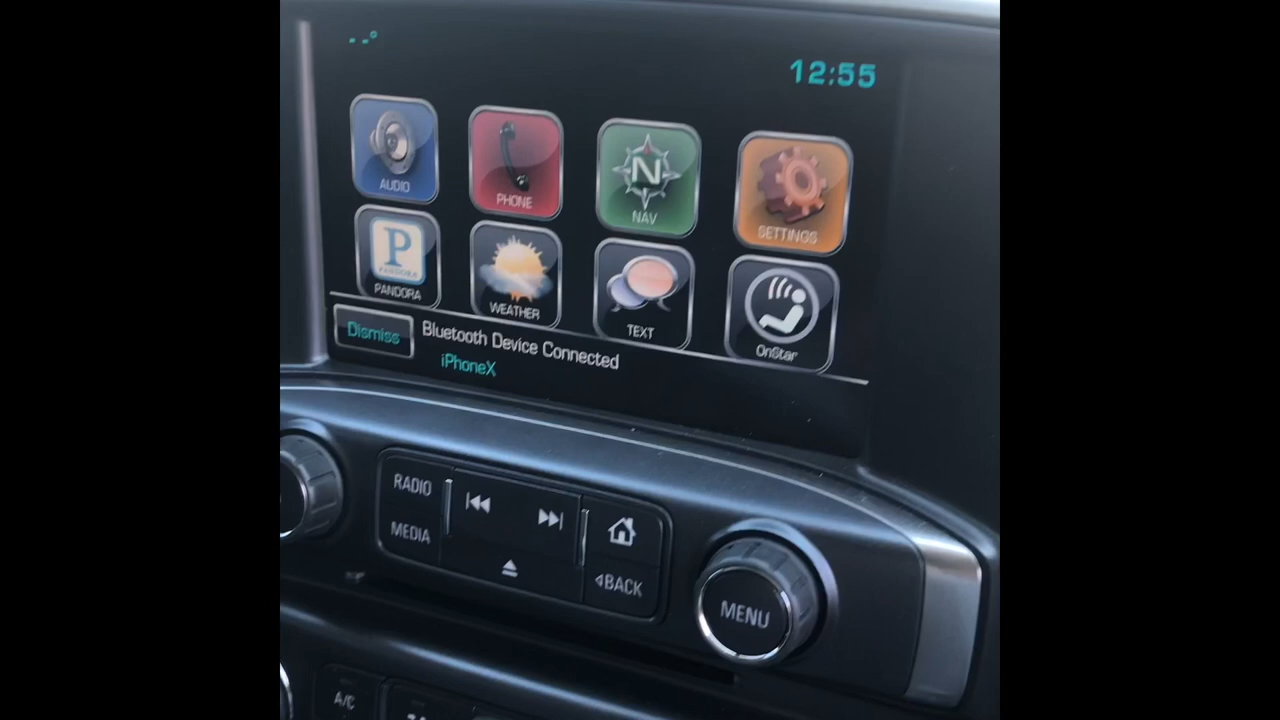 --°
12:55
AUDIO
PHONE
N
NAV
SETTINGS
P
PANDORA
PANDORA
WEATHER
TEXT
OnStar
Dismiss
Bluetooth Device Connected
iPhoneX
RADIO
MEDIA
BACK
MENU
A/C